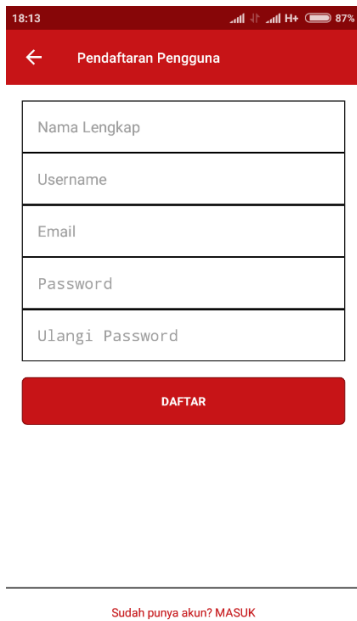 18:13 H+ 87%
Pendaftaran Pengguna
Nama Lengkap
Username
Email
Password
Ulangi Password
DAFTAR
Sudah punya akun? MASUK